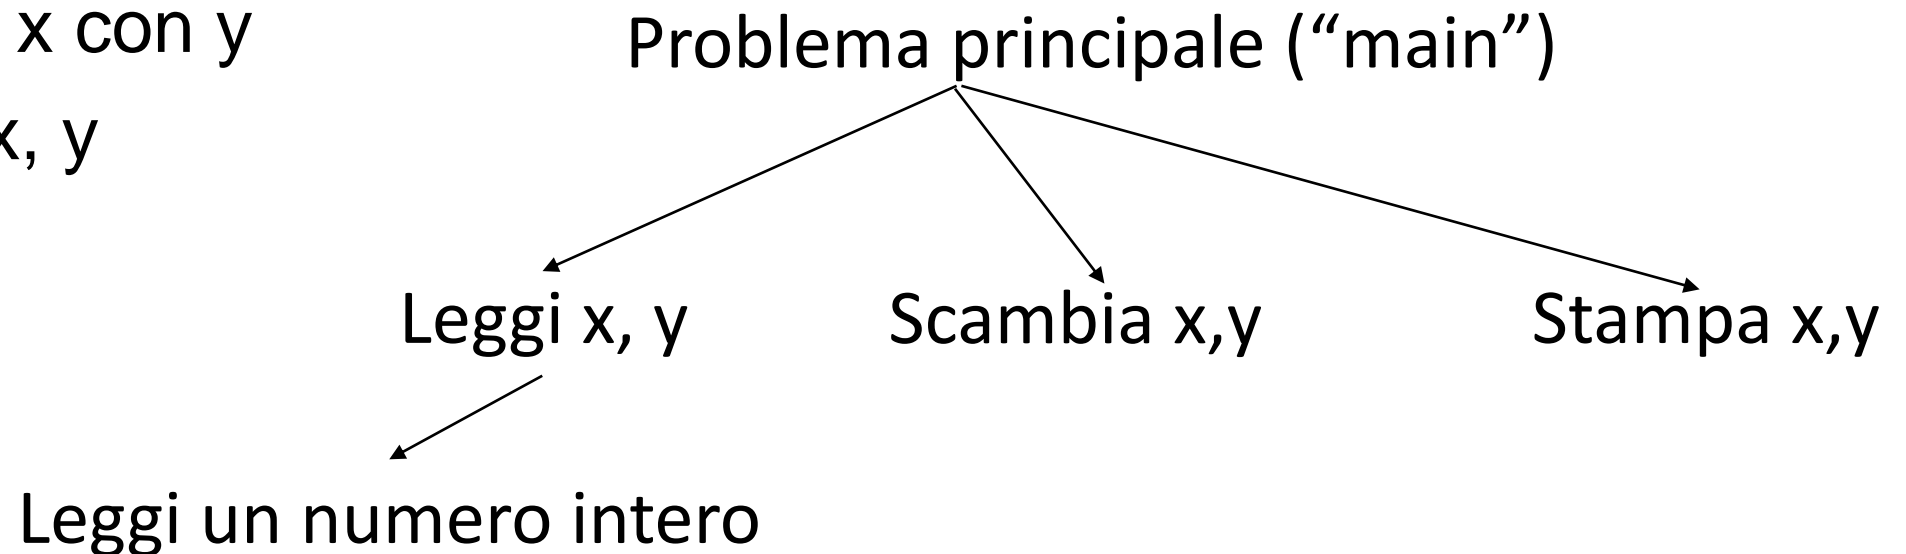 x con y
x, y
Problema principale (“main”)
Leggi x, y
Scambia x,y
Stampa x,y
Leggi un numero intero